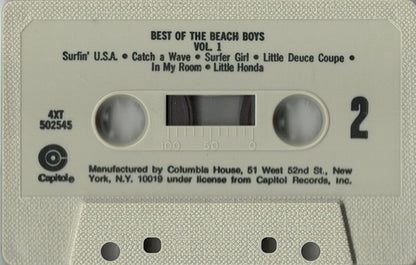 BEST OF THE BEACH BOYS
VOL. 1
Surfin' U.S.A. • Catch a Wave • Surfer Girl • Little Deuce Coupe •
In My Room • Little Honda
4XT
502545
2
100 50 0
Capitol®
Manufactured by Columbia House, 51 West 52nd St., New
York, N.Y. 10019 under license from Capitol Records, Inc.